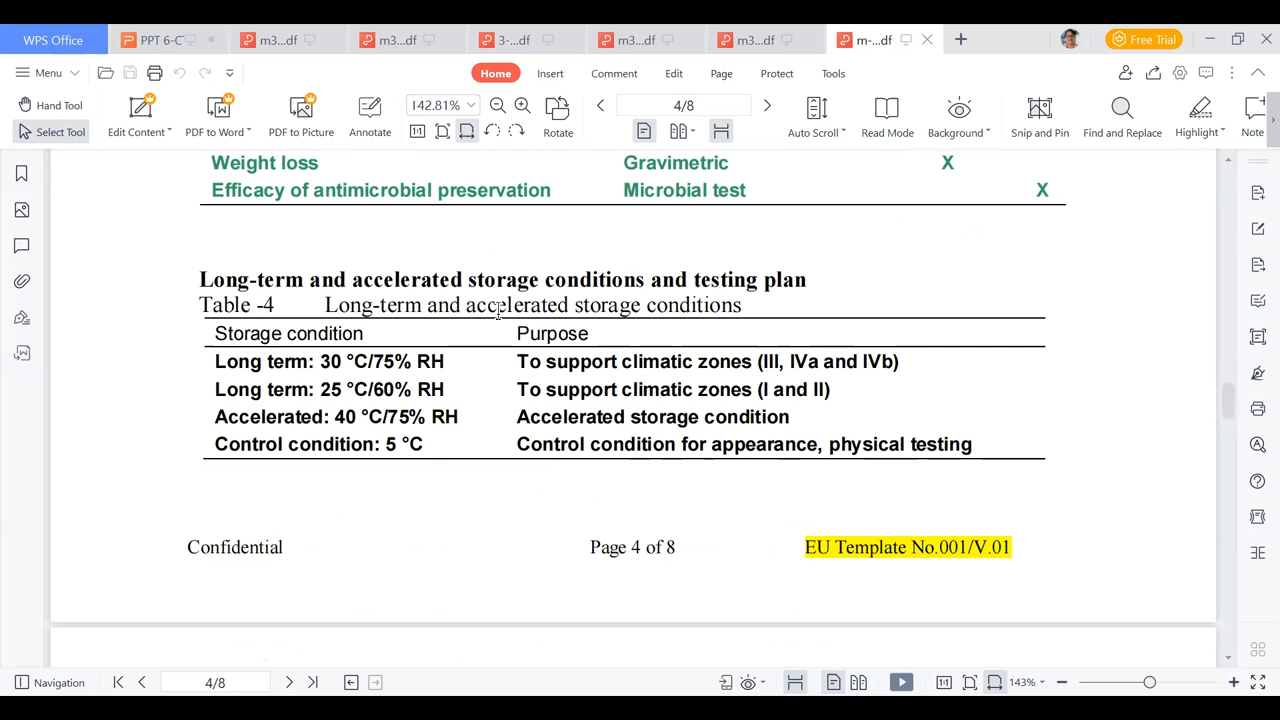 WPS Office
PPT 6-C
m3...df
m3...df
3-...df
m3...df
m3...df
m-...df
Free Trial
Menu
Home
Insert
Comment
Edit
Page
Protect
Tools
Hand Tool
Select Tool
Edit Content
PDF to Word
PDF to Picture
Annotate
142.81%
Rotate
4/8
Auto Scroll
Read Mode
Background
Snip and Pin
Find and Replace
Highlight
Note
Weight loss Gravimetric X
Efficacy of antimicrobial preservation Microbial test X
Long-term and accelerated storage conditions and testing plan
Table -4 Long-term and accelerated storage conditions
Storage condition Purpose
Long term: 30 °C/75% RH To support climatic zones (III, IVa and IVb)
Long term: 25 °C/60% RH To support climatic zones (I and II)
Accelerated: 40 °C/75% RH Accelerated storage condition
Control condition: 5 °C Control condition for appearance, physical testing
Confidential Page 4 of 8 EU Template No.001/V.01
Navigation
4/8
143%